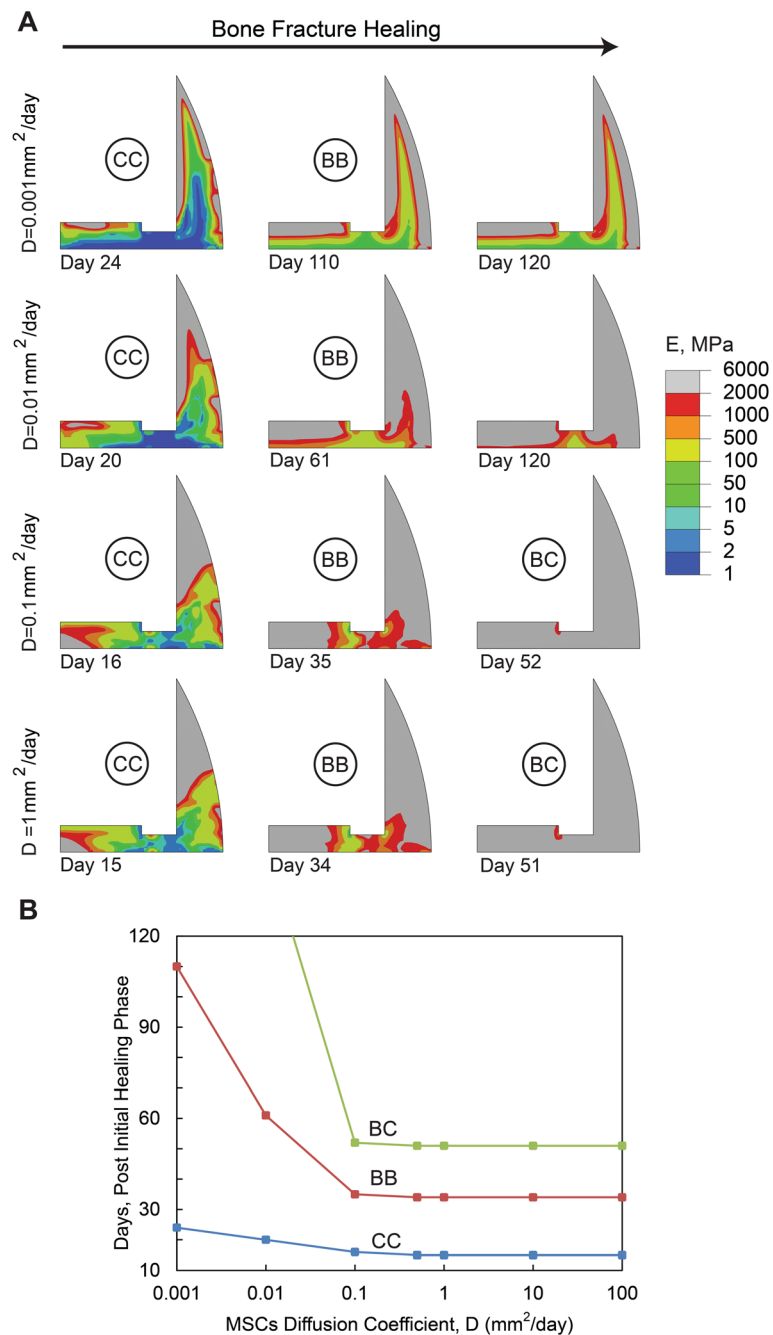 A
Bone Fracture Healing
D=0.001mm²/day
CC
BB
Day 24
Day 110
Day 120
D=0.01mm²/day
CC
BB
Day 20
Day 61
Day 120
E, MPa
6000
2000
1000
500
100
50
10
5
2
1
D=0.1mm²/day
CC
BB
BC
Day 16
Day 35
Day 52
D =1mm²/day
CC
BB
BC
Day 15
Day 34
Day 51
B
Days, Post Initial Healing Phase
120
90
60
30
10
BC
BB
CC
0.001 0.01 0.1 1 10 100
MSCs Diffusion Coefficient, D (mm²/day)